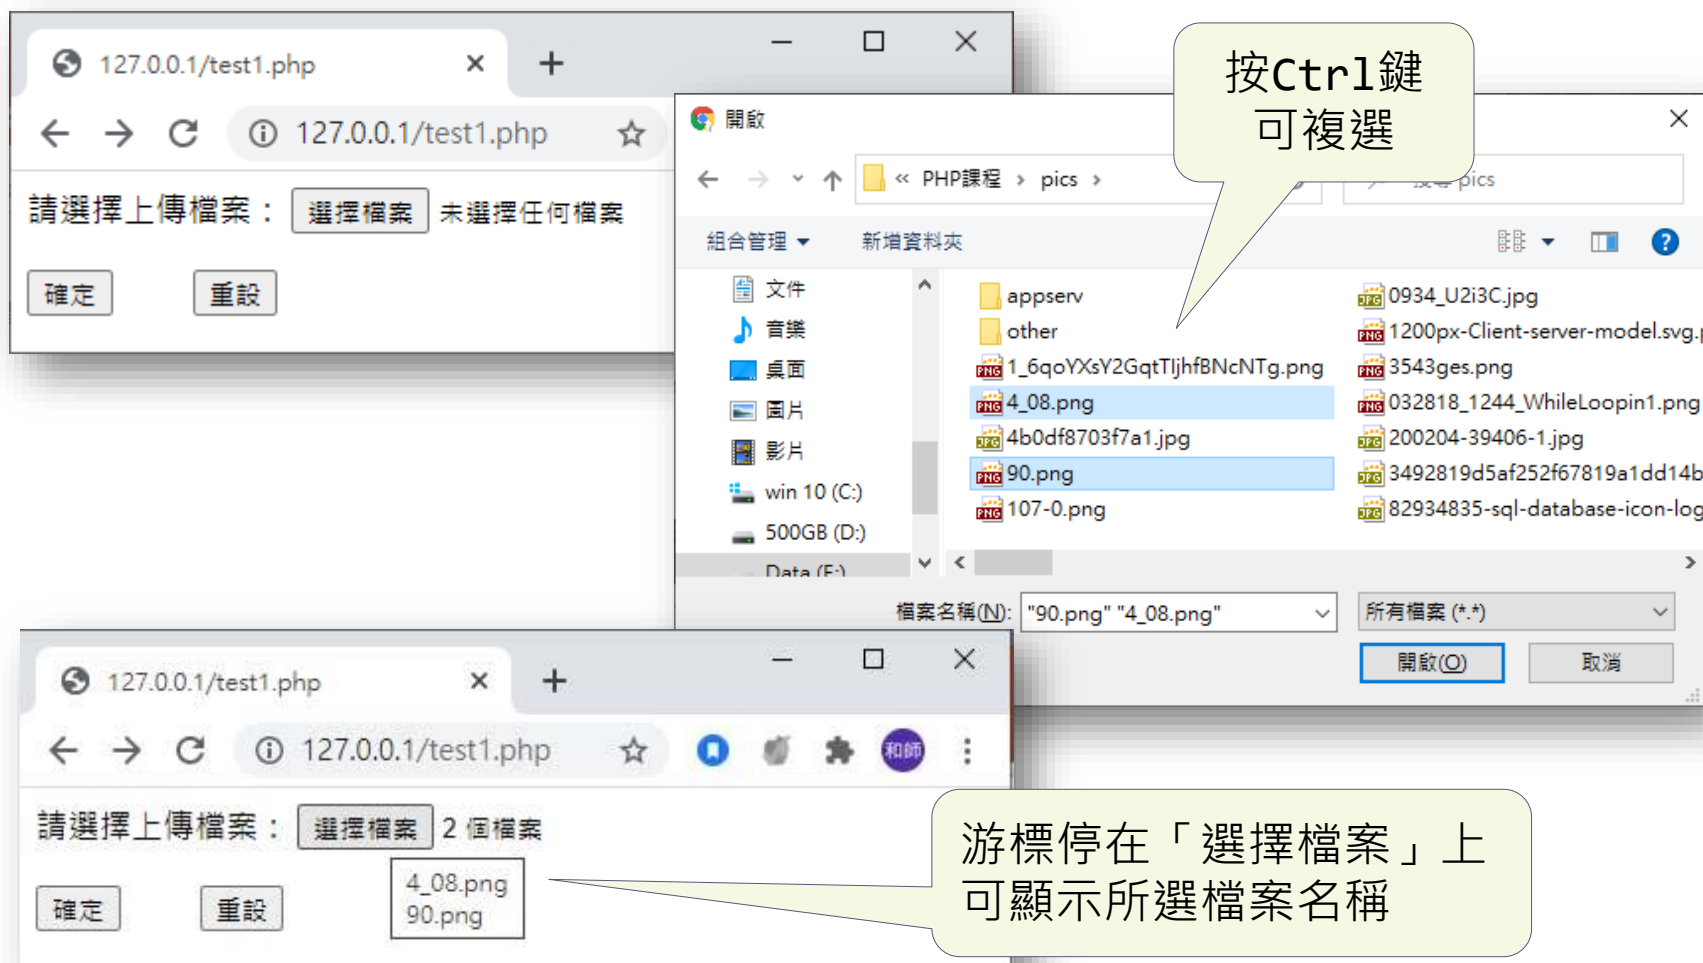 127.0.0.1/test1.php
127.0.0.1/test1.php
請選擇上傳檔案： 選擇檔案 未選擇任何檔案
確定 重設
按Ctrl鍵
可複選
開啟
« PHP課程 › pics ›
pics
組合管理 新增資料夾
文件
音樂
桌面
圖片
影片
win 10 (C:)
500GB (D:)
Data (E:)
appserv
other
1_6qoYXsY2GqtTIjhfBNcNTg.png
4_08.png
4b0df8703f7a1.jpg
90.png
107-0.png
0934_U2i3C.jpg
1200px-Client-server-model.svg.p
3543ges.png
032818_1244_WhileLoopin1.png
200204-39406-1.jpg
3492819d5af252f67819a1dd14b
82934835-sql-database-icon-log
檔案名稱(N): "90.png" "4_08.png" 所有檔案 (*.*)
開啟(O) 取消
127.0.0.1/test1.php
127.0.0.1/test1.php 和師
請選擇上傳檔案： 選擇檔案 2 個檔案
確定 重設
4_08.png
90.png
游標停在「選擇檔案」上
可顯示所選檔案名稱